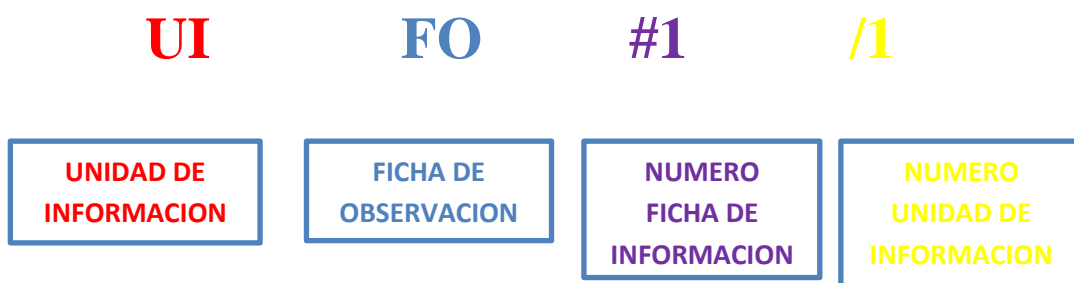 UI FO #1 /1
UNIDAD DE
INFORMACION
FICHA DE
OBSERVACION
NUMERO
FICHA DE
INFORMACION
NUMERO
UNIDAD DE
INFORMACION